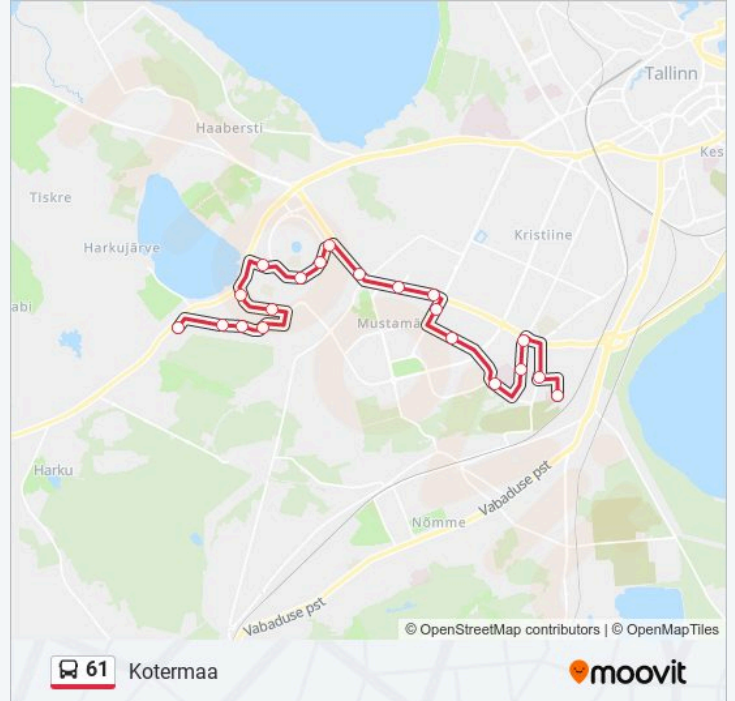 Tallinn
Haabersti
Kes
Tiskre
Kristiine
Harkujärve
abi
Mustamä
Harku
Vabaduse pst
Nõmme
Vabaduse pst
© OpenStreetMap contributors | © OpenMapTiles
61 Kotermaa
moovit